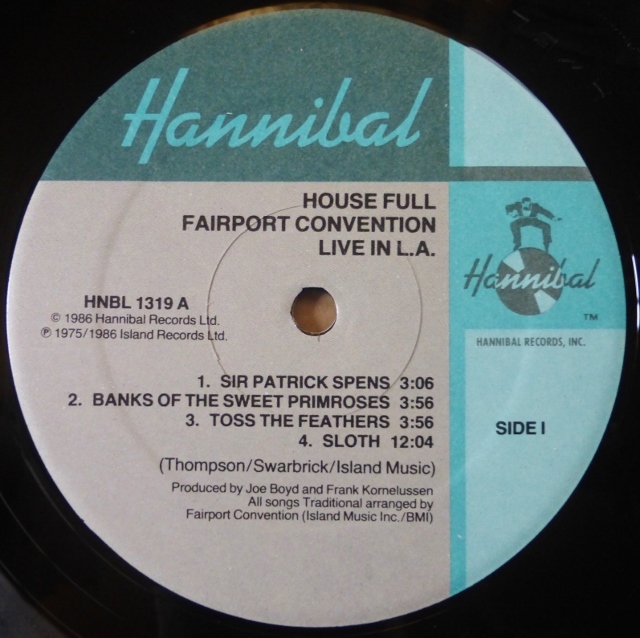 Hannibal
HOUSE FULL
FAIRPORT CONVENTION
LIVE IN L.A.
Hannibal
TM
HANNIBAL RECORDS, INC.
HNBL 1319 A
© 1986 Hannibal Records Ltd.
℗ 1975/1986 Island Records Ltd.
1. SIR PATRICK SPENS 3:06
2. BANKS OF THE SWEET PRIMROSES 3:56
3. TOSS THE FEATHERS 3:56
4. SLOTH 12:04
SIDE I
(Thompson/Swarbrick/Island Music)
Produced by Joe Boyd and Frank Kornelussen
All songs Traditional arranged by
Fairport Convention (Island Music Inc./BMI)